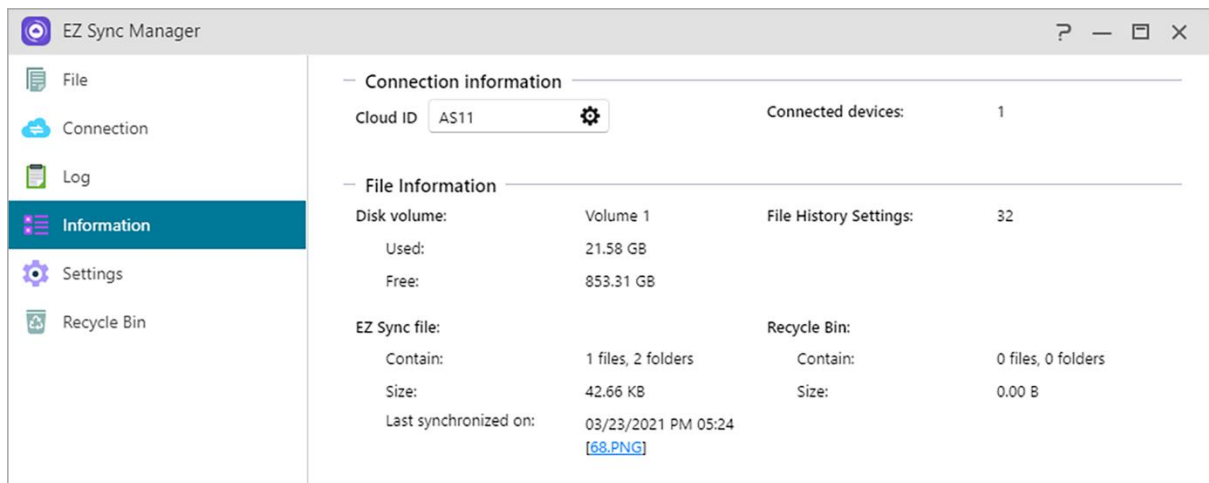 EZ Sync Manager
File
Connection
Log
Information
Settings
Recycle Bin
Connection information
Cloud ID AS11 Connected devices: 1
File Information
Disk volume: Volume 1 File History Settings: 32
Used: 21.58 GB
Free: 853.31 GB
EZ Sync file: Recycle Bin:
Contain: 1 files, 2 folders Contain: 0 files, 0 folders
Size: 42.66 KB Size: 0.00 B
Last synchronized on: 03/23/2021 PM 05:24
[68.PNG]